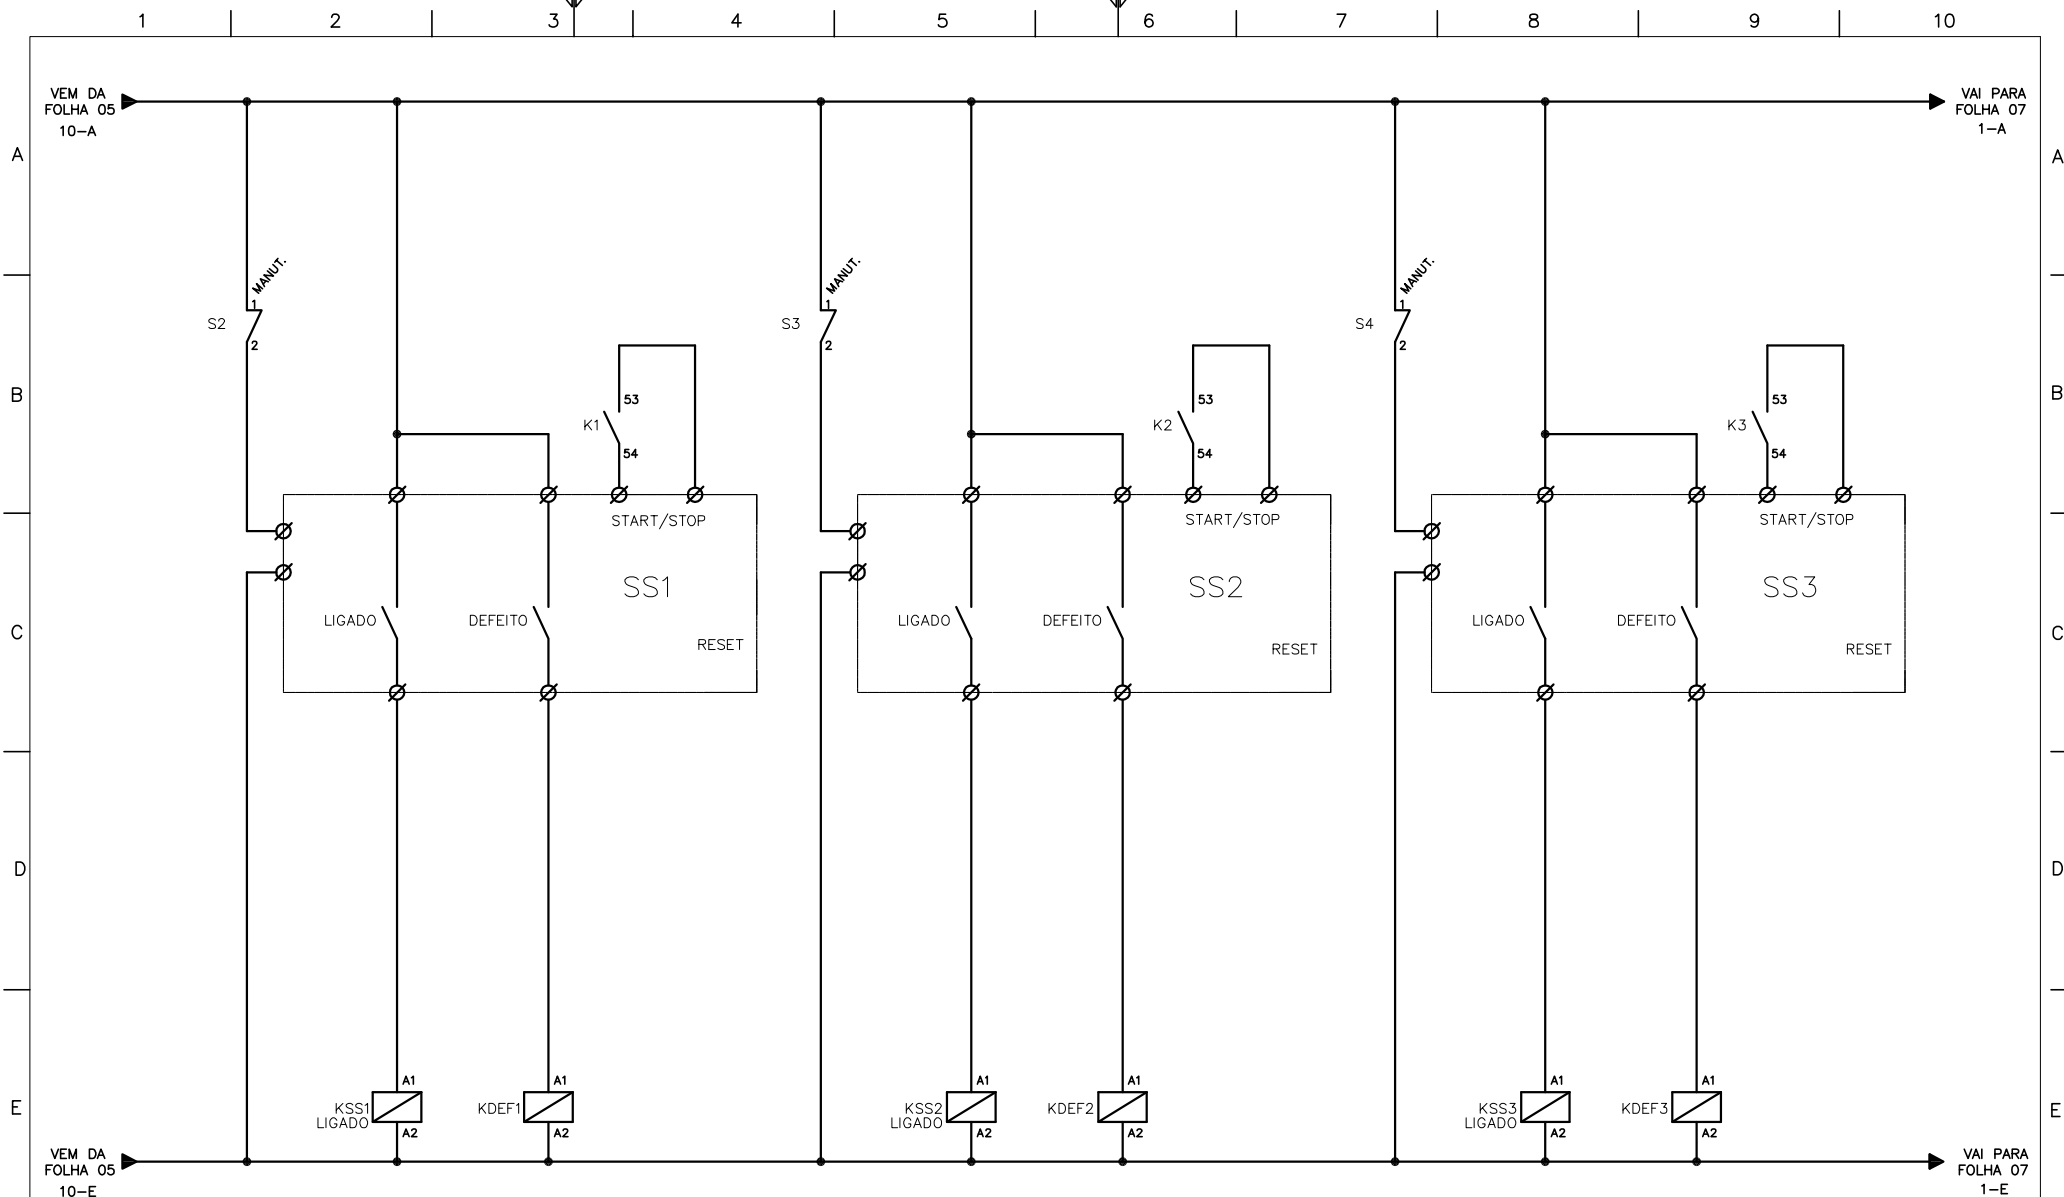 1 2 3 4 5 6 7 8 9 10
VEM DA
FOLHA 05
10-A
VAI PARA
FOLHA 07
1-A
A
A
MANUT.
1
S2
2
MANUT.
1
S3
2
MANUT.
1
S4
2
B
B
53
K1
54
53
K2
54
53
K3
54
START/STOP
SS1
LIGADO
DEFEITO
RESET
START/STOP
SS2
LIGADO
DEFEITO
RESET
START/STOP
SS3
LIGADO
DEFEITO
RESET
C
C
D
D
E
E
A1
KSS1
LIGADO
A2
A1
KDEF1
A2
A1
KSS2
LIGADO
A2
A1
KDEF2
A2
A1
KSS3
LIGADO
A2
A1
KDEF3
A2
VEM DA
FOLHA 05
10-E
VAI PARA
FOLHA 07
1-E